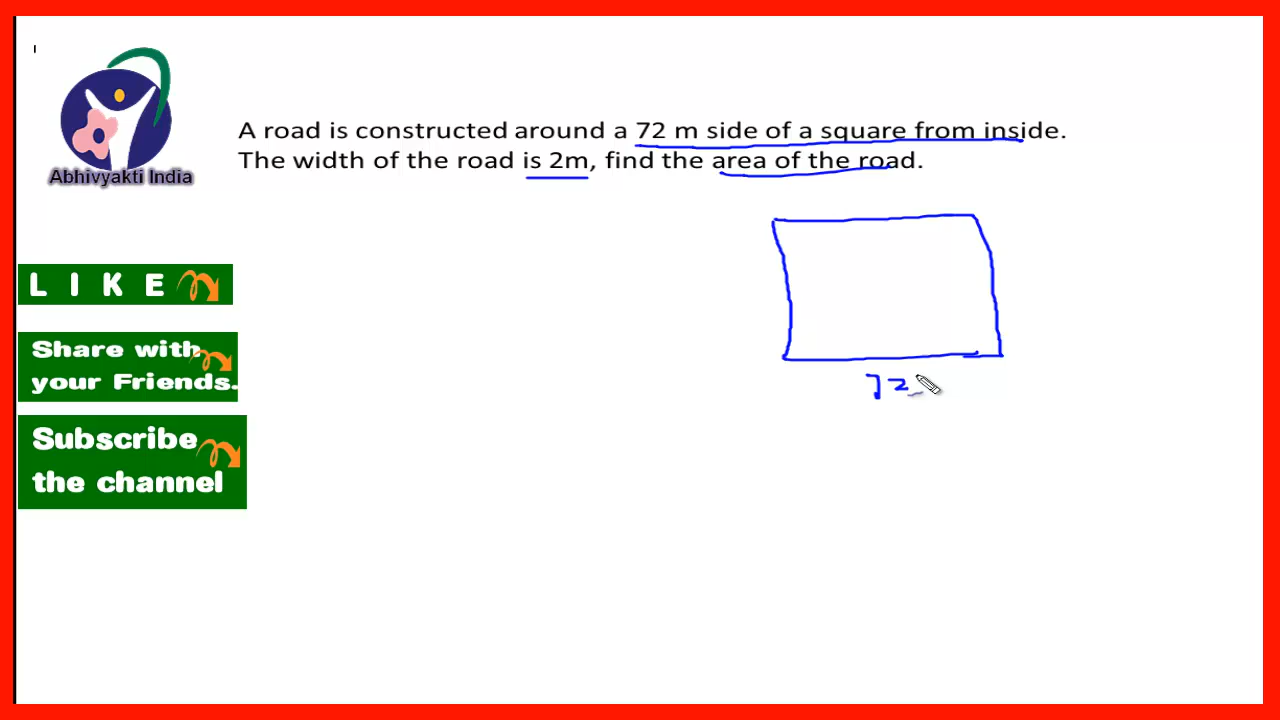 Abhivyakti India
A road is constructed around a 72 m side of a square from inside.
The width of the road is 2m, find the area of the road.
L I K E
Share with
your Friends.
Subscribe
the channel
72